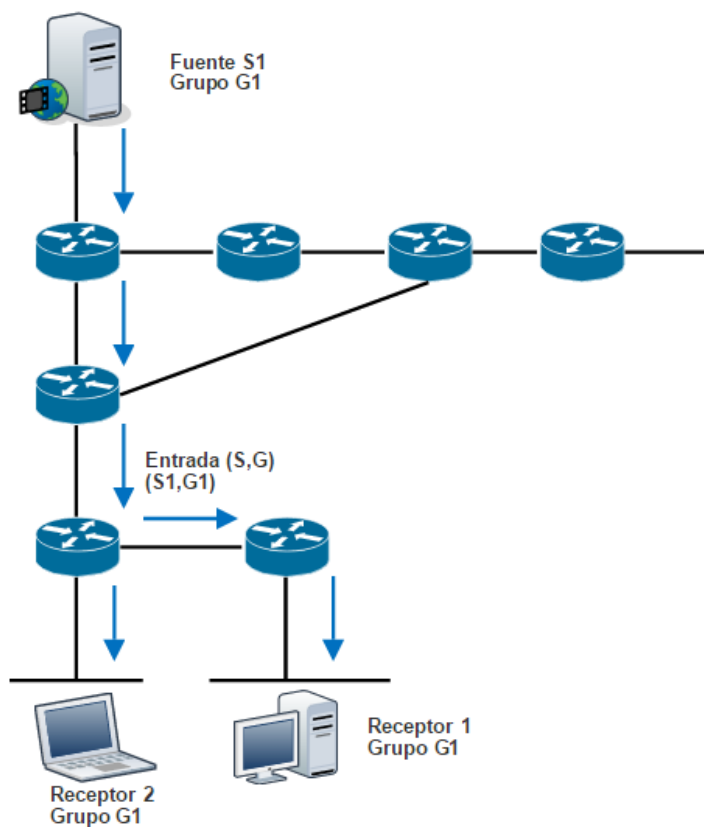 Fuente S1
Grupo G1
Entrada (S,G)
(S1,G1)
Receptor 1
Grupo G1
Receptor 2
Grupo G1